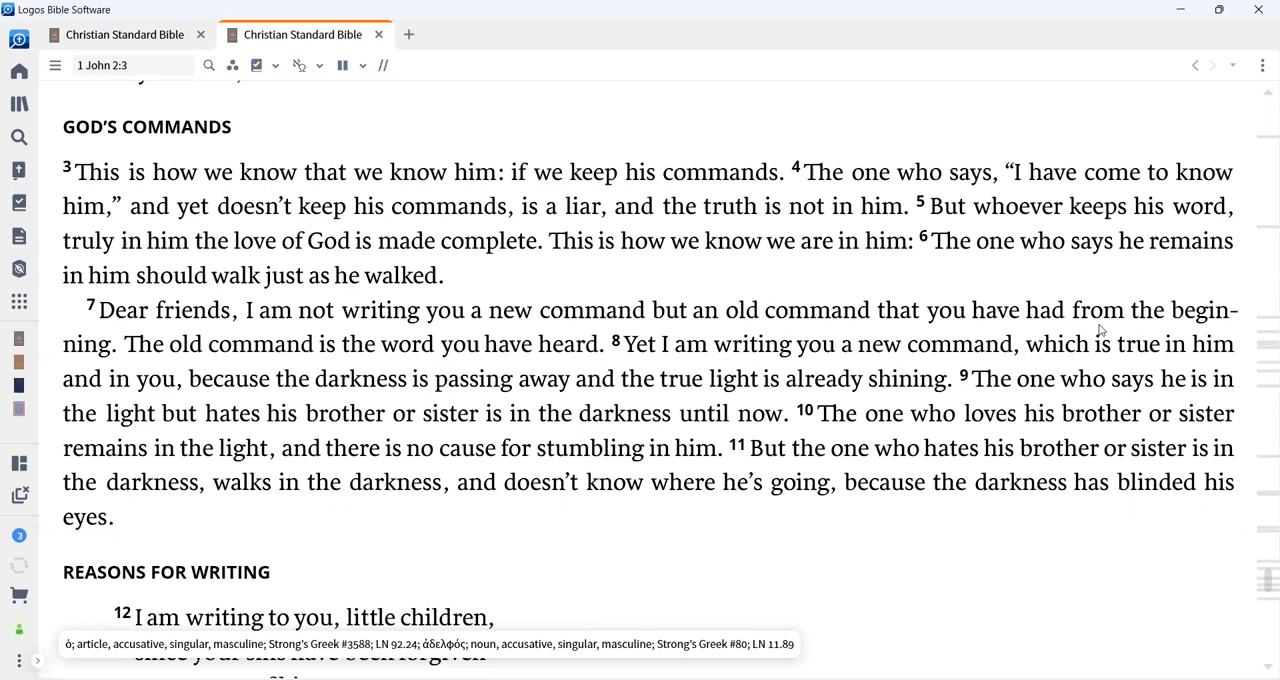 Logos Bible Software
Christian Standard Bible
Christian Standard Bible
1 John 2:3
GOD’S COMMANDS
3 This is how we know that we know him: if we keep his commands. 4 The one who says, “I have come to know
him,” and yet doesn’t keep his commands, is a liar, and the truth is not in him. 5 But whoever keeps his word,
truly in him the love of God is made complete. This is how we know we are in him: 6 The one who says he remains
in him should walk just as he walked.
7 Dear friends, I am not writing you a new command but an old command that you have had from the begin-
ning. The old command is the word you have heard. 8 Yet I am writing you a new command, which is true in him
and in you, because the darkness is passing away and the true light is already shining. 9 The one who says he is in
the light but hates his brother or sister is in the darkness until now. 10 The one who loves his brother or sister
remains in the light, and there is no cause for stumbling in him. 11 But the one who hates his brother or sister is in
the darkness, walks in the darkness, and doesn’t know where he’s going, because the darkness has blinded his
eyes.
REASONS FOR WRITING
12 I am writing to you, little children,
ὁ; article, accusative, singular, masculine; Strong’s Greek #3588; LN 92.24; ἀδελφός; noun, accusative, singular, masculine; Strong’s Greek #80; LN 11.89
since your sins have been forgiven
3